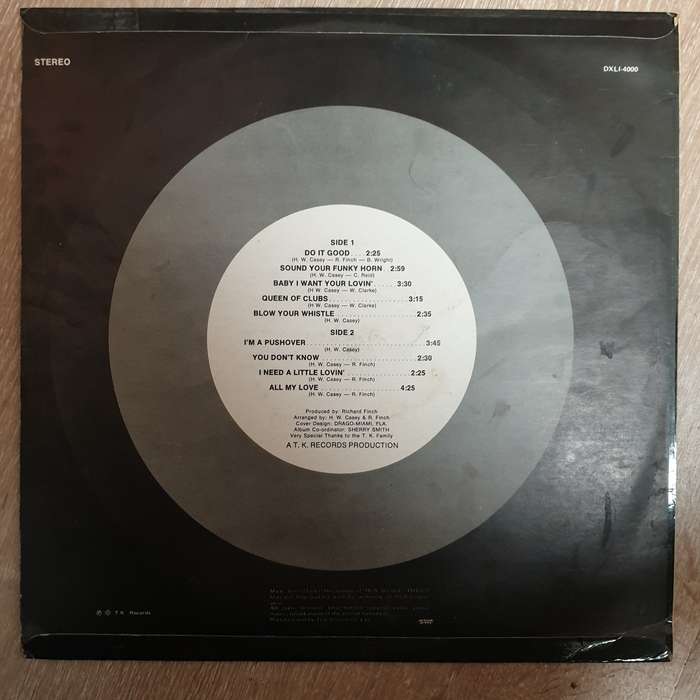 STEREO
DXLI-4000
SIDE 1
DO IT GOOD . . . 2:25
(H. W. Casey — R. Finch — B. Wright)
SOUND YOUR FUNKY HORN . 2:59
(H. W. Casey — C. Reid)
BABY I WANT YOUR LOVIN' . . . . . 3:30
(H. W. Casey — W. Clarke)
QUEEN OF CLUBS . . . . . . . . . . . . . 3:15
(H. W. Casey — W. Clarke)
BLOW YOUR WHISTLE . . . . . . . . . . . . . 2:35
(H. W. Casey)
SIDE 2
I'M A PUSHOVER . . . . . . . . . . . . . . . . . . . 3:45
(H. W. Casey)
YOU DON'T KNOW . . . . . . . . . . . . . . . 2:30
(H. W. Casey — R. Finch)
I NEED A LITTLE LOVIN' . . . . . . . . . . 2:25
(H. W. Casey — R. Finch)
ALL MY LOVE . . . . . . . . . . . . . 4:25
(H. W. Casey — R. Finch)
Produced by: Richard Finch
Arranged by: H. W. Casey & R. Finch
Cover Design: DRAGO-MIAMI, FLA.
Album Co-ordinator: SHERRY SMITH
Very Special Thanks to the T. K. Family
A T. K. RECORDS PRODUCTION
℗ © T. K. Records